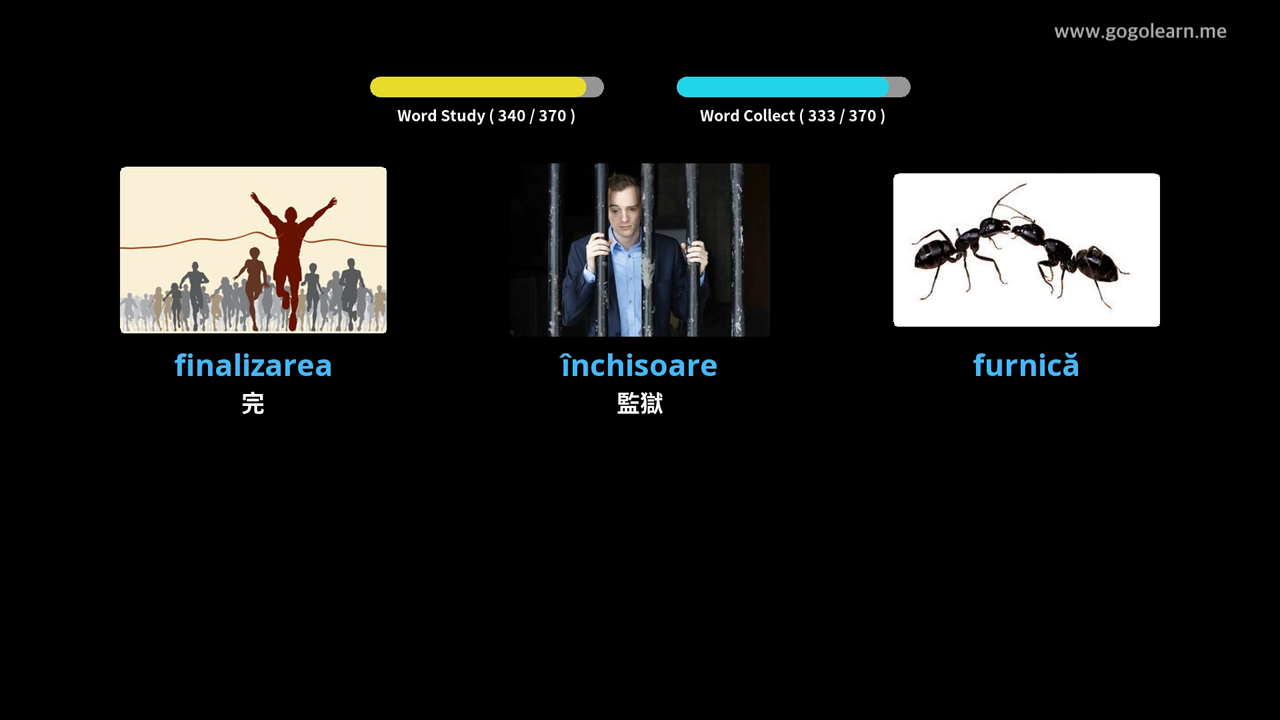 www.gogolearn.me
Word Study ( 340 / 370 )
Word Collect ( 333 / 370 )
finalizarea
完
închisoare
監獄
furnică